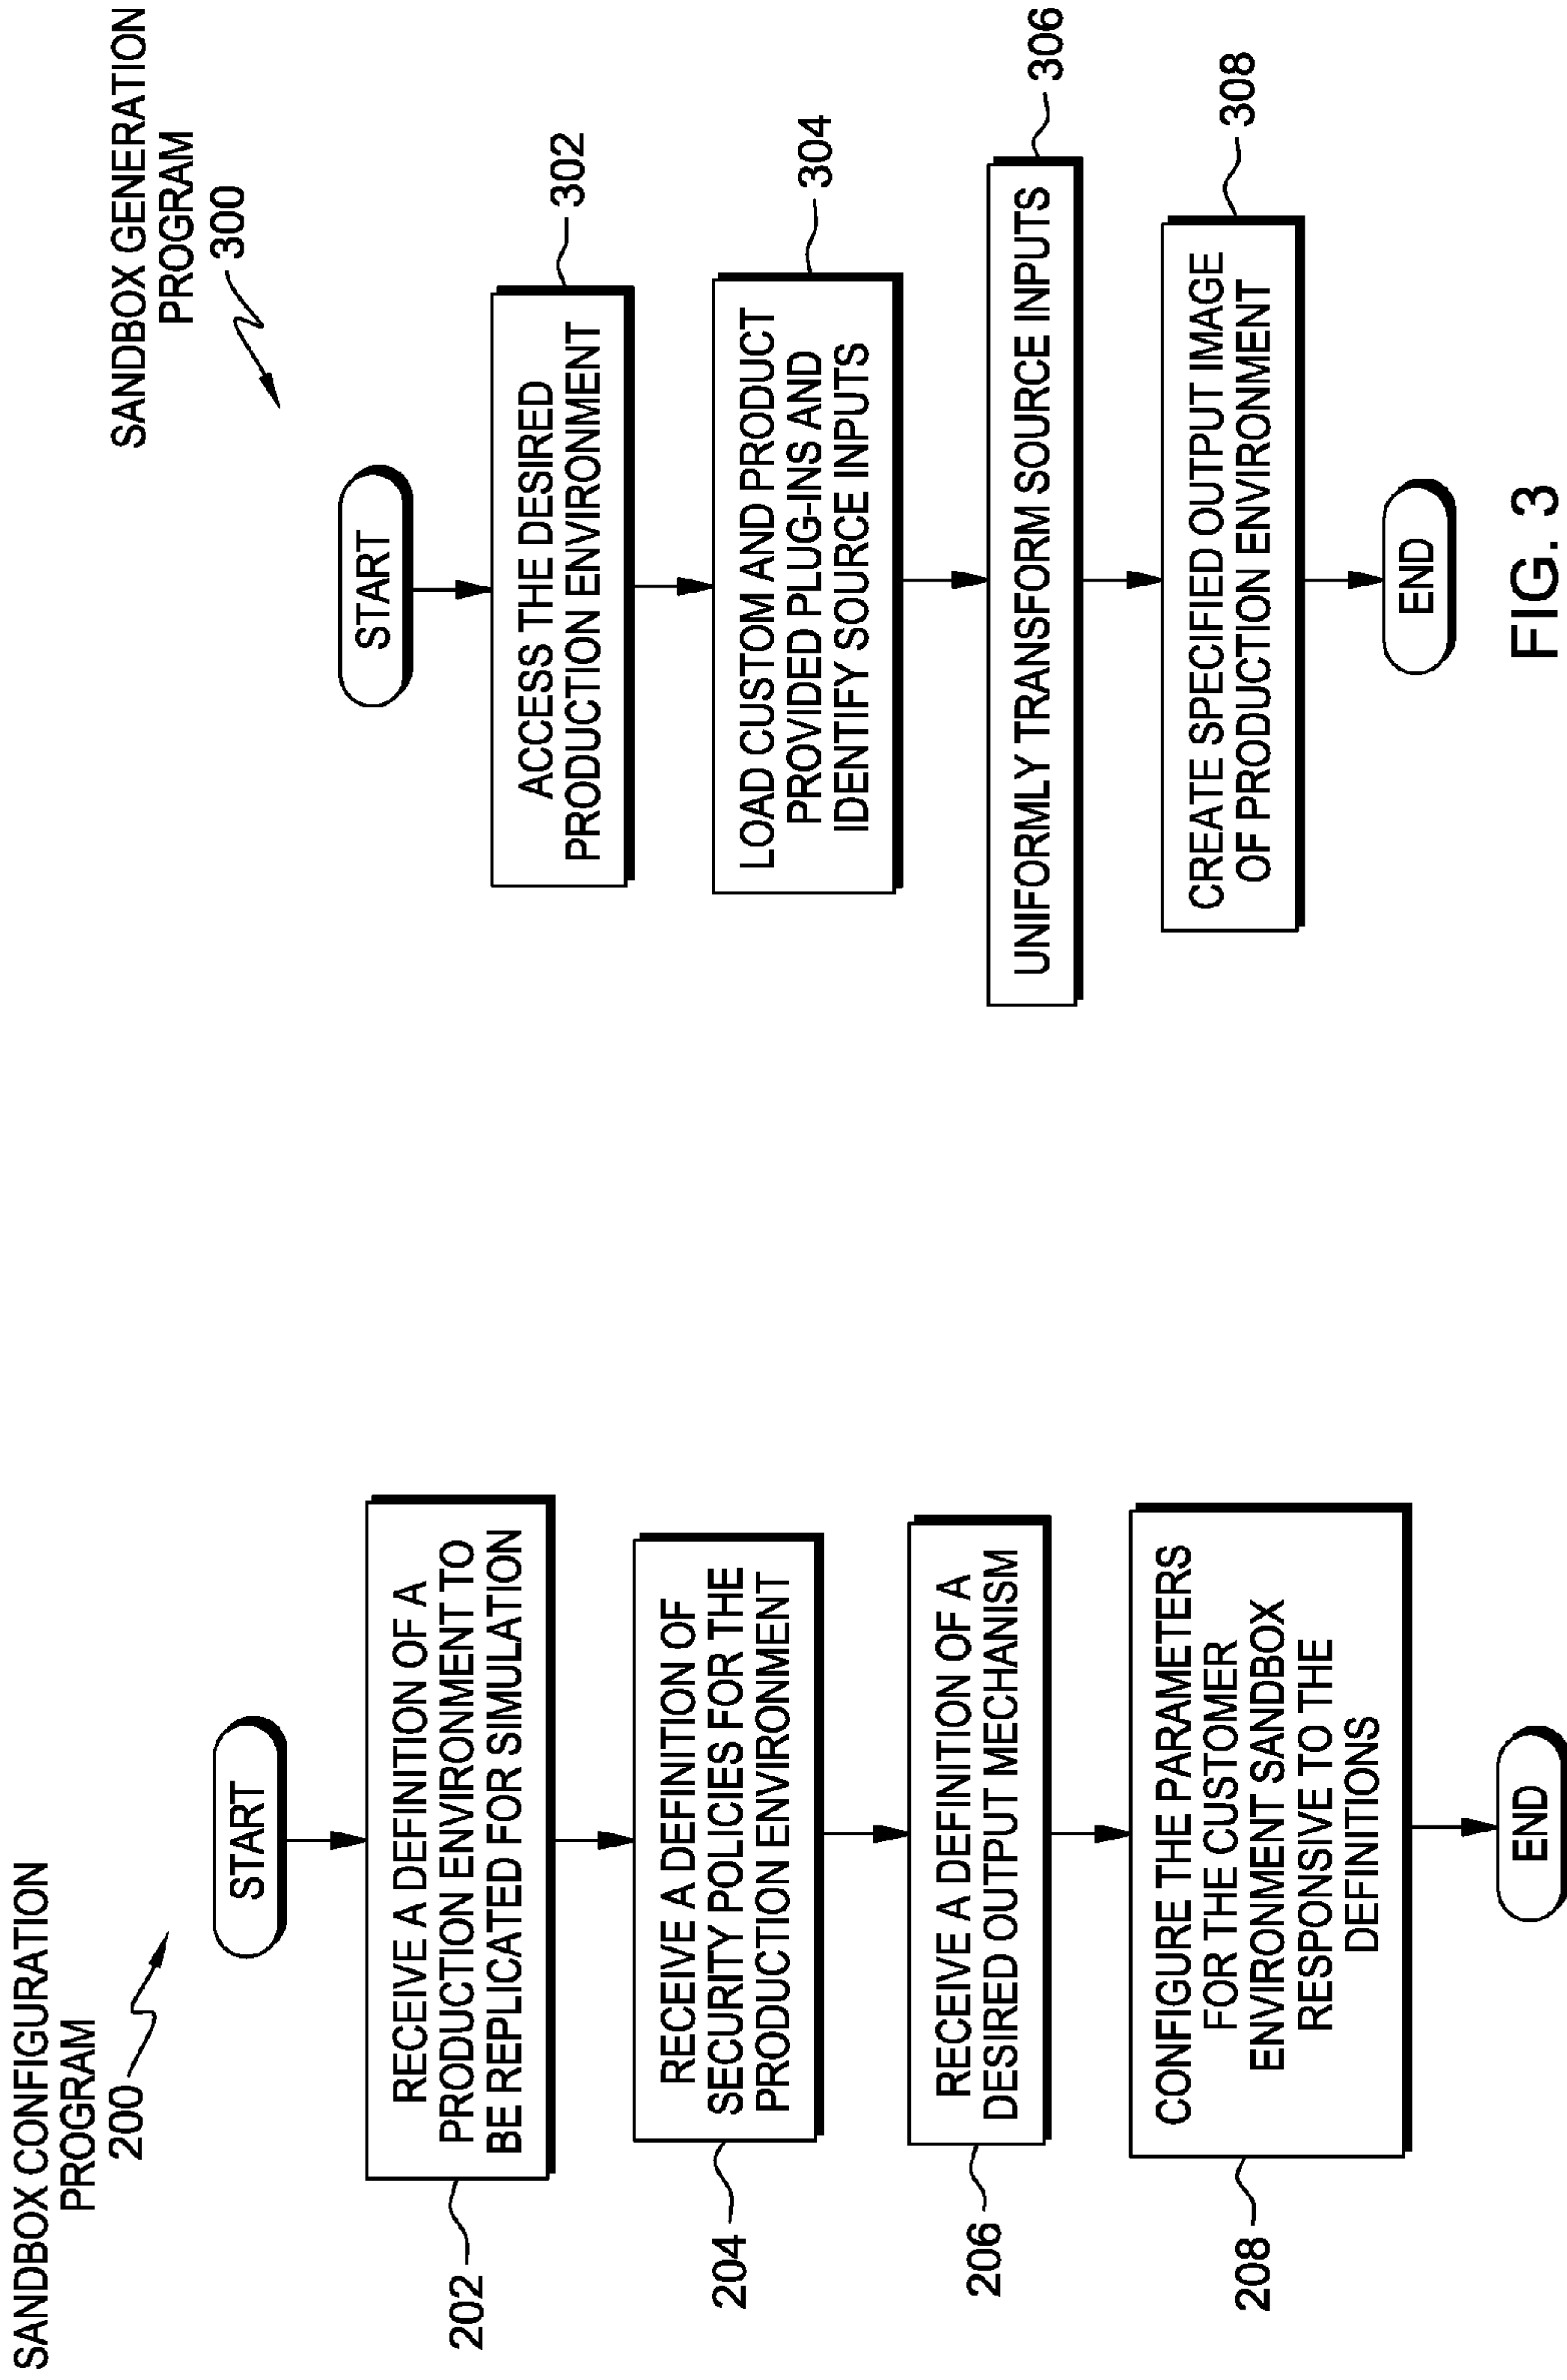 SANDBOX CONFIGURATION
PROGRAM
200
START
RECEIVE A DEFINITION OF A
PRODUCTION ENVIRONMENT TO
BE REPLICATED FOR SIMULATION
202
RECEIVE A DEFINITION OF
SECURITY POLICIES FOR THE
PRODUCTION ENVIRONMENT
204
RECEIVE A DEFINITION OF A
DESIRED OUTPUT MECHANISM
206
CONFIGURE THE PARAMETERS
FOR THE CUSTOMER
ENVIRONMENT SANDBOX
RESPONSIVE TO THE
DEFINITIONS
208
END
SANDBOX GENERATION
PROGRAM
300
START
ACCESS THE DESIRED
PRODUCTION ENVIRONMENT
302
LOAD CUSTOM AND PRODUCT
PROVIDED PLUG-INS AND
IDENTIFY SOURCE INPUTS
304
UNIFORMLY TRANSFORM SOURCE INPUTS
306
CREATE SPECIFIED OUTPUT IMAGE
OF PRODUCTION ENVIRONMENT
308
END
FIG. 3